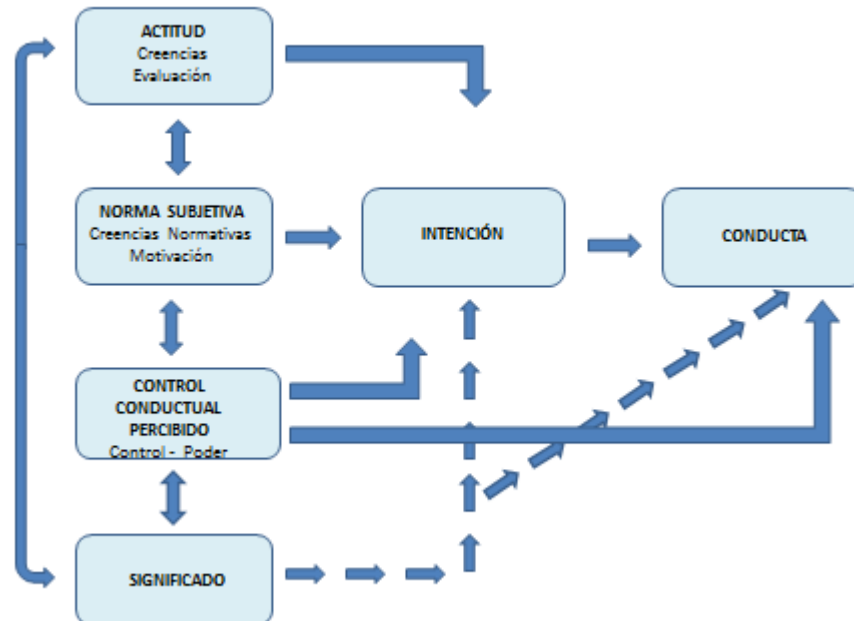 ACTITUD
Creencias
Evaluación
NORMA SUBJETIVA
Creencias Normativas
Motivación
INTENCIÓN
CONDUCTA
CONTROL
CONDUCTUAL
PERCIBIDO
Control - Poder
SIGNIFICADO